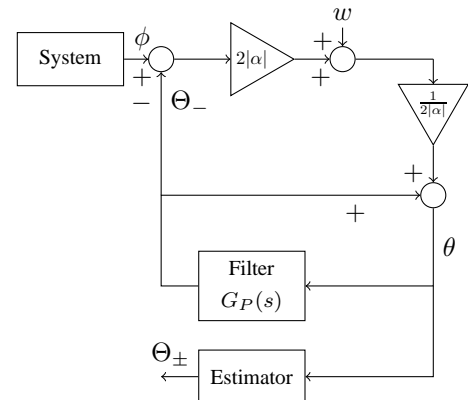 w
System
ϕ
+
−
2|α|
+
+
1/2|α|
Θ₋
+
+
θ
Filter
G_P(s)
Θ±
Estimator